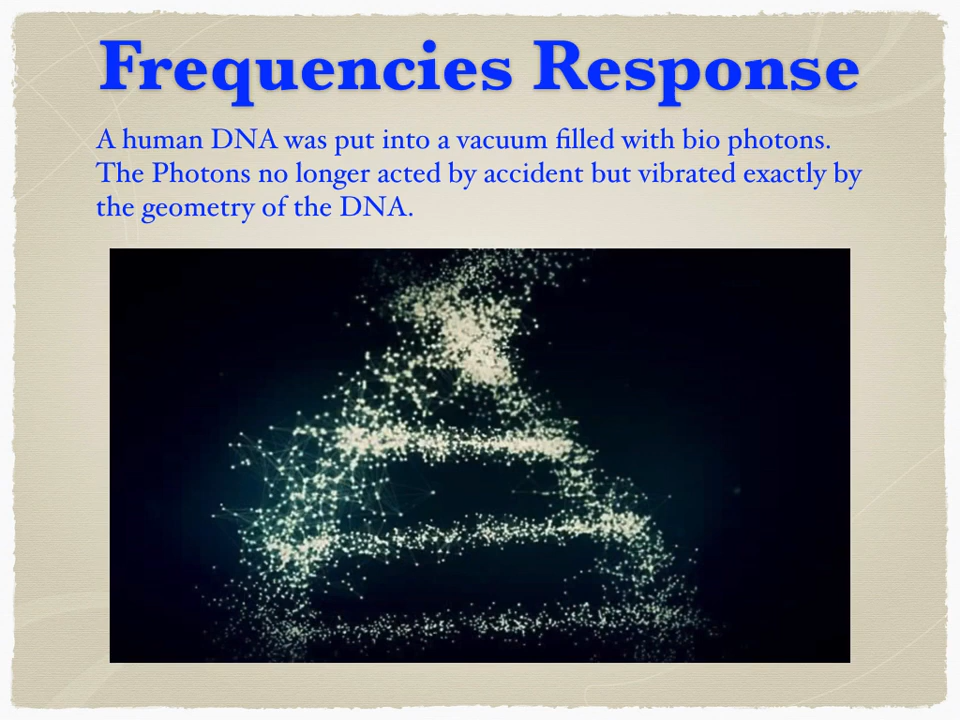 Frequencies Response
A human DNA was put into a vacuum filled with bio photons.
The Photons no longer acted by accident but vibrated exactly by
the geometry of the DNA.